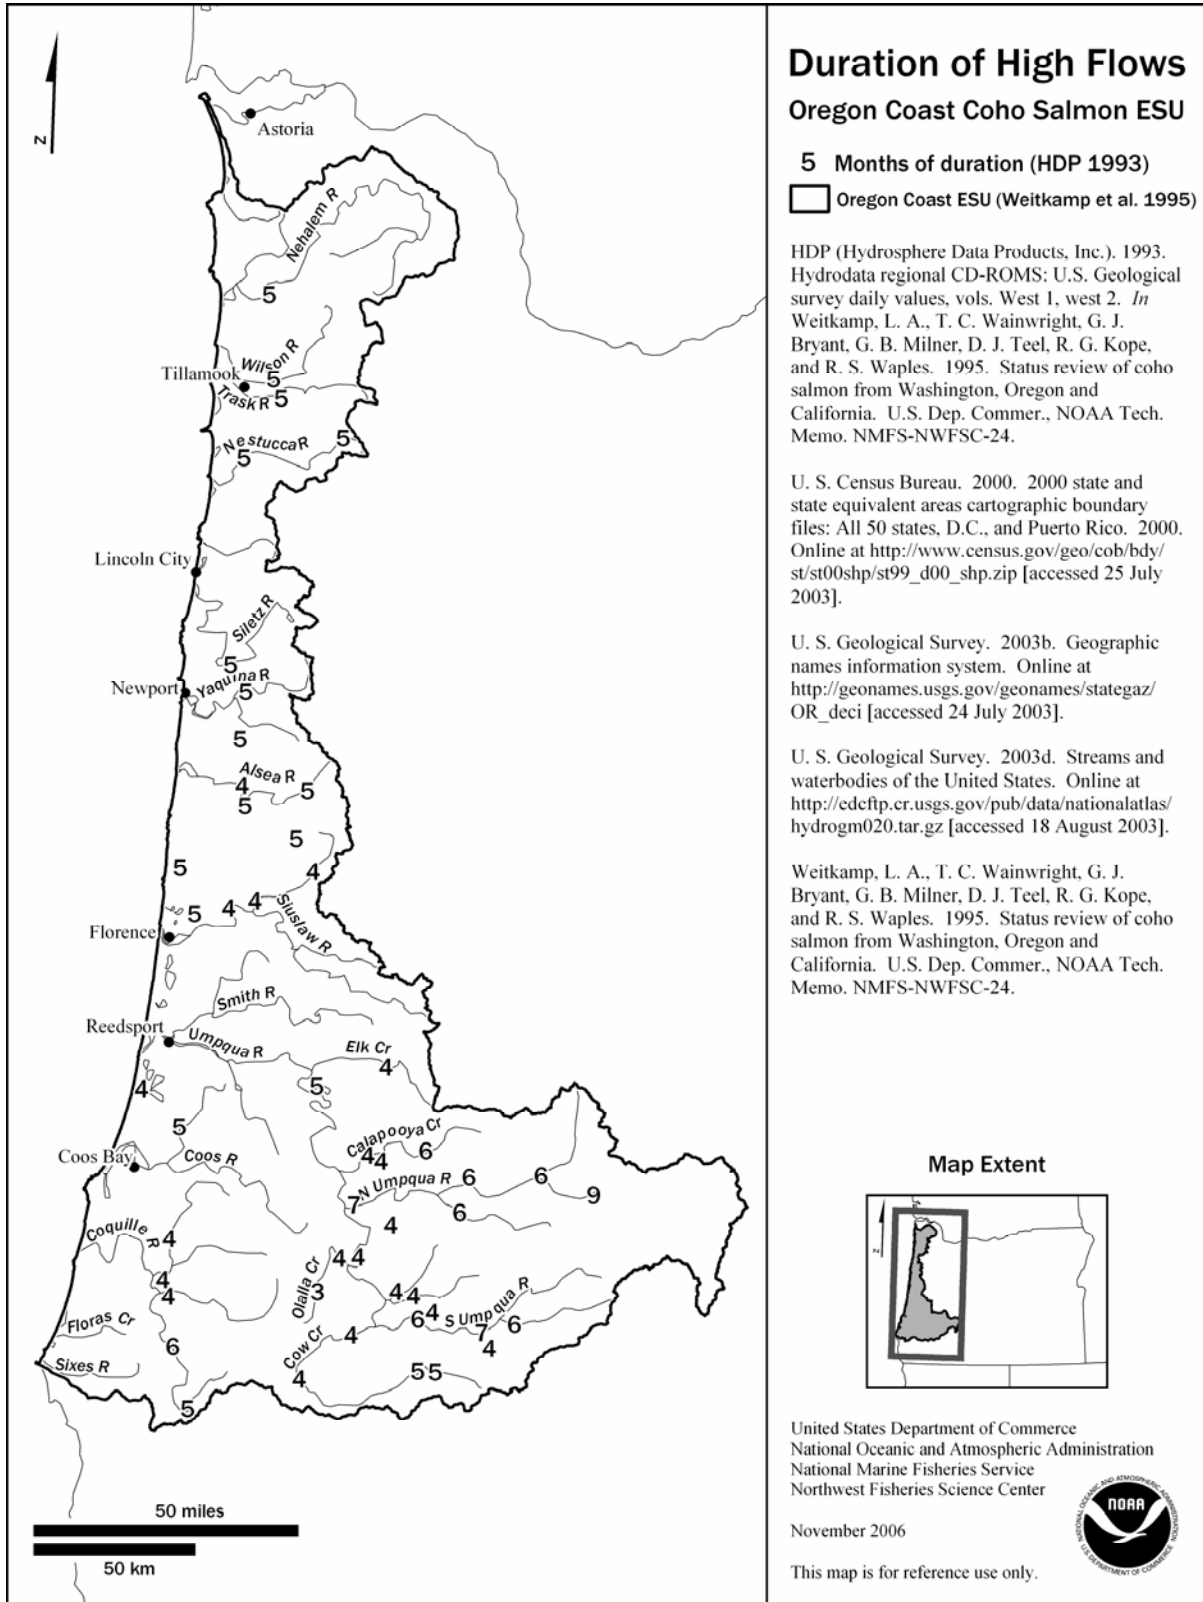 Z
Astoria
Nehalem R
5
Wilson R
Tillamook
5
Trask R
5
Nestucca R
5
5
Lincoln City
Siletz R
5
Newport
Yaquina R
5
5
Alsea R
4
5
5
5
5
4
4
4
5
Siuslaw R
Florence
Smith R
Reedsport
Umpqua R
Elk Cr
4
5
4
5
Calapooya Cr
4
4
6
Coos Bay
Coos R
N Umpqua R
6
6
9
7
6
4
Coquille R
4
4 4
4
4
Olalla Cr
3
4
4
4
6
S Umpqua R
7
6
4
Floras Cr
6
Cow Cr
4
Sixes R
4
5
5
5
50 miles
50 km
Duration of High Flows
Oregon Coast Coho Salmon ESU
5 Months of duration (HDP 1993)
Oregon Coast ESU (Weitkamp et al. 1995)
HDP (Hydrosphere Data Products, Inc.). 1993.
Hydrodata regional CD-ROMS: U.S. Geological
survey daily values, vols. West 1, west 2. In
Weitkamp, L. A., T. C. Wainwright, G. J.
Bryant, G. B. Milner, D. J. Teel, R. G. Kope,
and R. S. Waples. 1995. Status review of coho
salmon from Washington, Oregon and
California. U.S. Dep. Commer., NOAA Tech.
Memo. NMFS-NWFSC-24.
U. S. Census Bureau. 2000. 2000 state and
state equivalent areas cartographic boundary
files: All 50 states, D.C., and Puerto Rico. 2000.
Online at http://www.census.gov/geo/cob/bdy/
st/st00shp/st99_d00_shp.zip [accessed 25 July
2003].
U. S. Geological Survey. 2003b. Geographic
names information system. Online at
http://geonames.usgs.gov/geonames/stategaz/
OR_deci [accessed 24 July 2003].
U. S. Geological Survey. 2003d. Streams and
waterbodies of the United States. Online at
http://edcftp.cr.usgs.gov/pub/data/nationalatlas/
hydrogm020.tar.gz [accessed 18 August 2003].
Weitkamp, L. A., T. C. Wainwright, G. J.
Bryant, G. B. Milner, D. J. Teel, R. G. Kope,
and R. S. Waples. 1995. Status review of coho
salmon from Washington, Oregon and
California. U.S. Dep. Commer., NOAA Tech.
Memo. NMFS-NWFSC-24.
Map Extent
Z
United States Department of Commerce
National Oceanic and Atmospheric Administration
National Marine Fisheries Service
Northwest Fisheries Science Center
November 2006
This map is for reference use only.
NATIONAL OCEANIC AND ATMOSPHERIC ADMINISTRATION
NOAA
U.S. DEPARTMENT OF COMMERCE